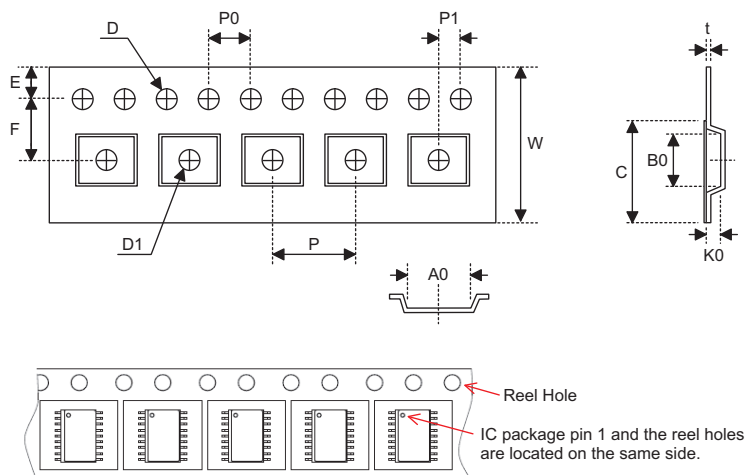 D
P0
P1
t
E
F
W
C
B0
D1
P
K0
A0
Reel Hole
IC package pin 1 and the reel holes
are located on the same side.